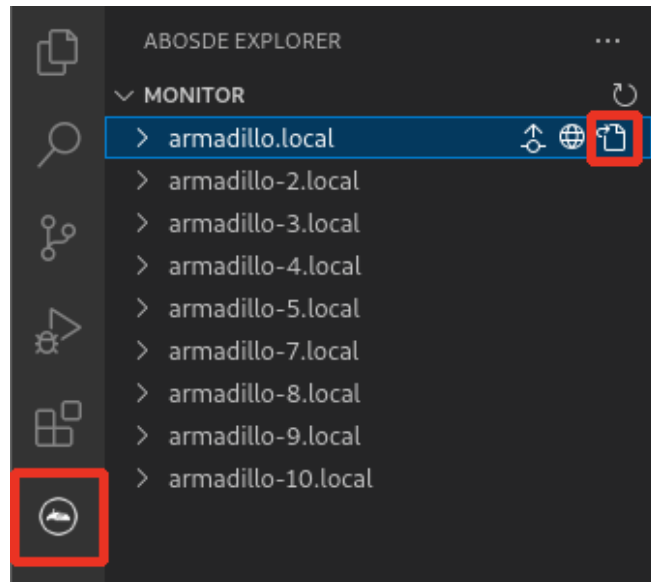 ABOSDE EXPLORER
MONITOR
armadillo.local
armadillo-2.local
armadillo-3.local
armadillo-4.local
armadillo-5.local
armadillo-7.local
armadillo-8.local
armadillo-9.local
armadillo-10.local